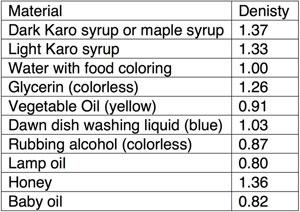 Material Denisty
Dark Karo syrup or maple syrup 1.37
Light Karo syrup 1.33
Water with food coloring 1.00
Glycerin (colorless) 1.26
Vegetable Oil (yellow) 0.91
Dawn dish washing liquid (blue) 1.03
Rubbing alcohol (colorless) 0.87
Lamp oil 0.80
Honey 1.36
Baby oil 0.82